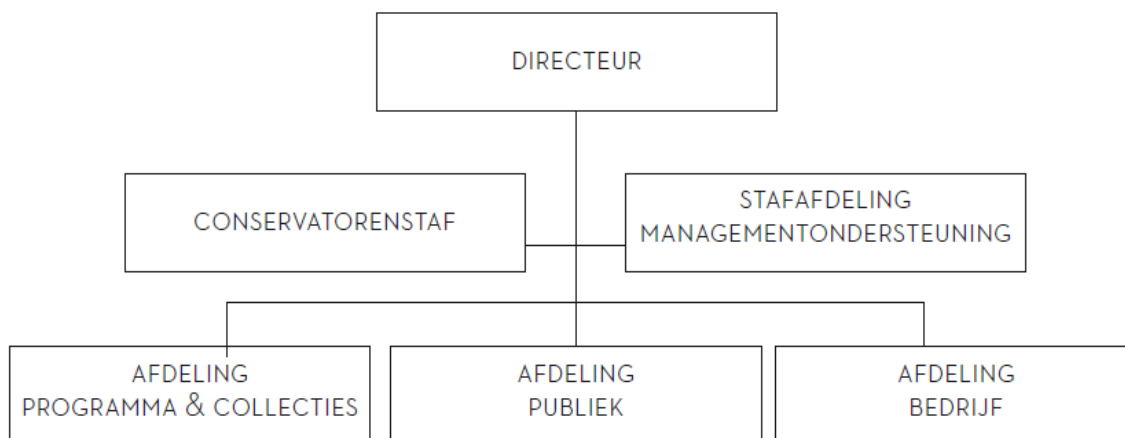 DIRECTEUR
CONSERVATORENSTAF
STAFAFDELING
MANAGEMENTONDERSTEUNING
AFDELING
PROGRAMMA & COLLECTIES
AFDELING
PUBLIEK
AFDELING
BEDRIJF